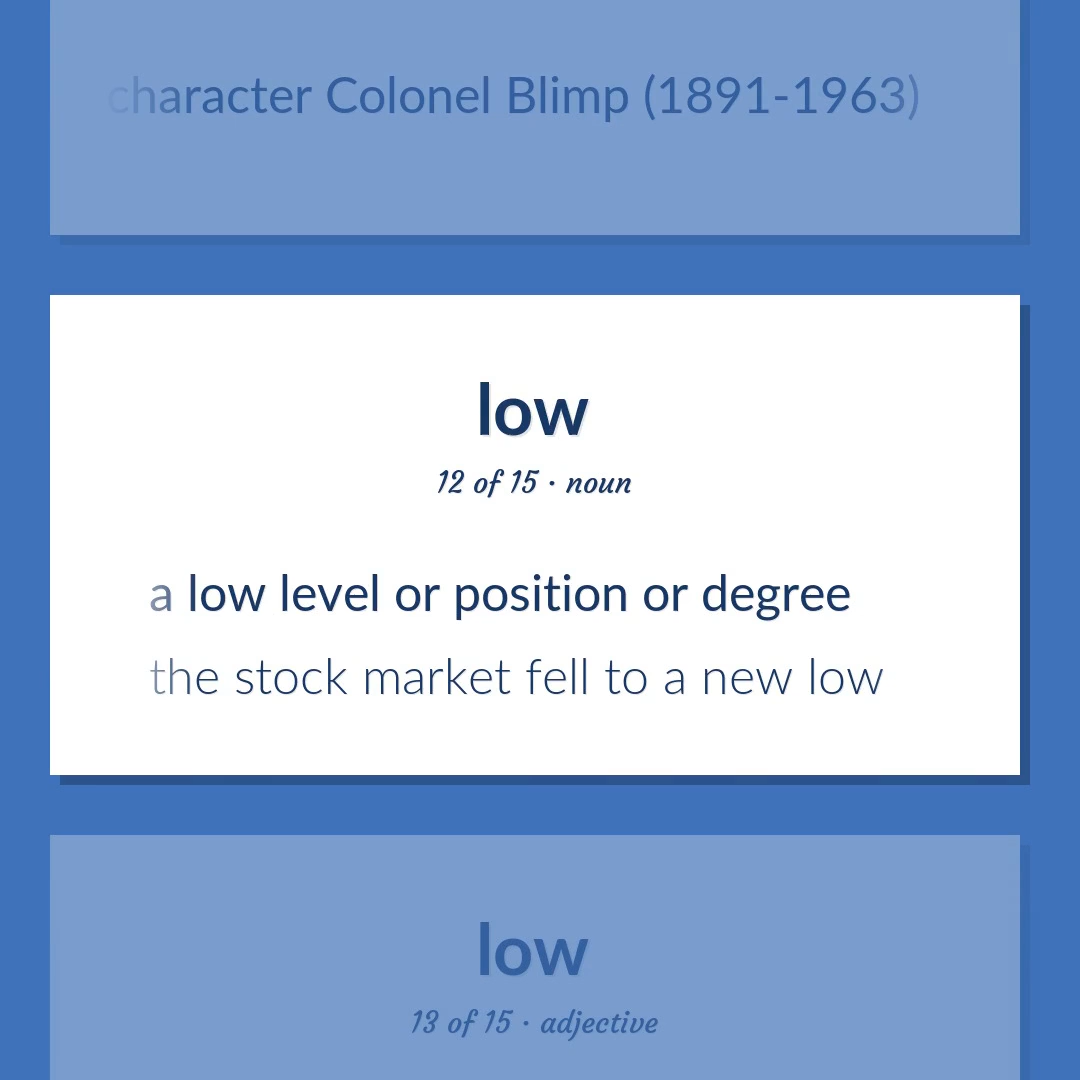 character Colonel Blimp (1891-1963)
low
12 of 15 · noun
a low level or position or degree
the stock market fell to a new low
low
13 of 15 · adjective